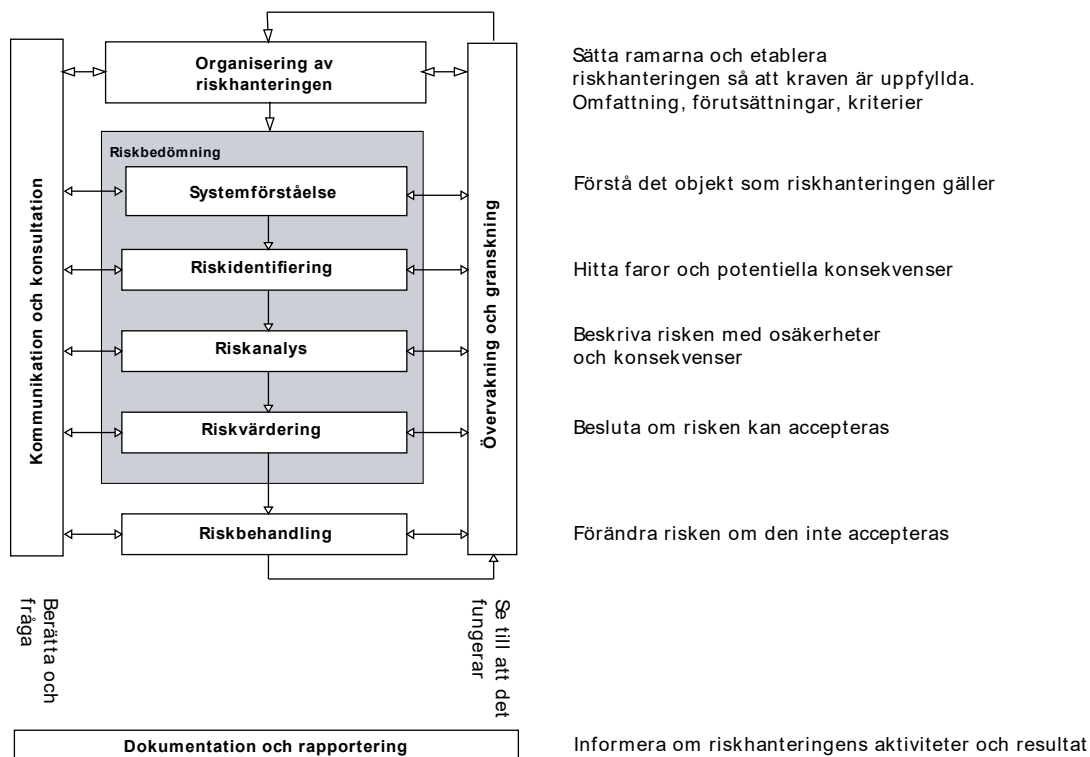 Organisering av
riskhanteringen
Sätta ramarna och etablera
riskhanteringen så att kraven är uppfyllda.
Omfattning, förutsättningar, kriterier
Kommunikation och konsultation
Övervakning och granskning
Riskbedömning
Systemförståelse
Förstå det objekt som riskhanteringen gäller
Riskidentifiering
Hitta faror och potentiella konsekvenser
Riskanalys
Beskriva risken med osäkerheter
och konsekvenser
Riskvärdering
Besluta om risken kan accepteras
Riskbehandling
Förändra risken om den inte accepteras
Berätta och
fråga
Se till att det
fungerar
Dokumentation och rapportering
Informera om riskhanteringens aktiviteter och resultat